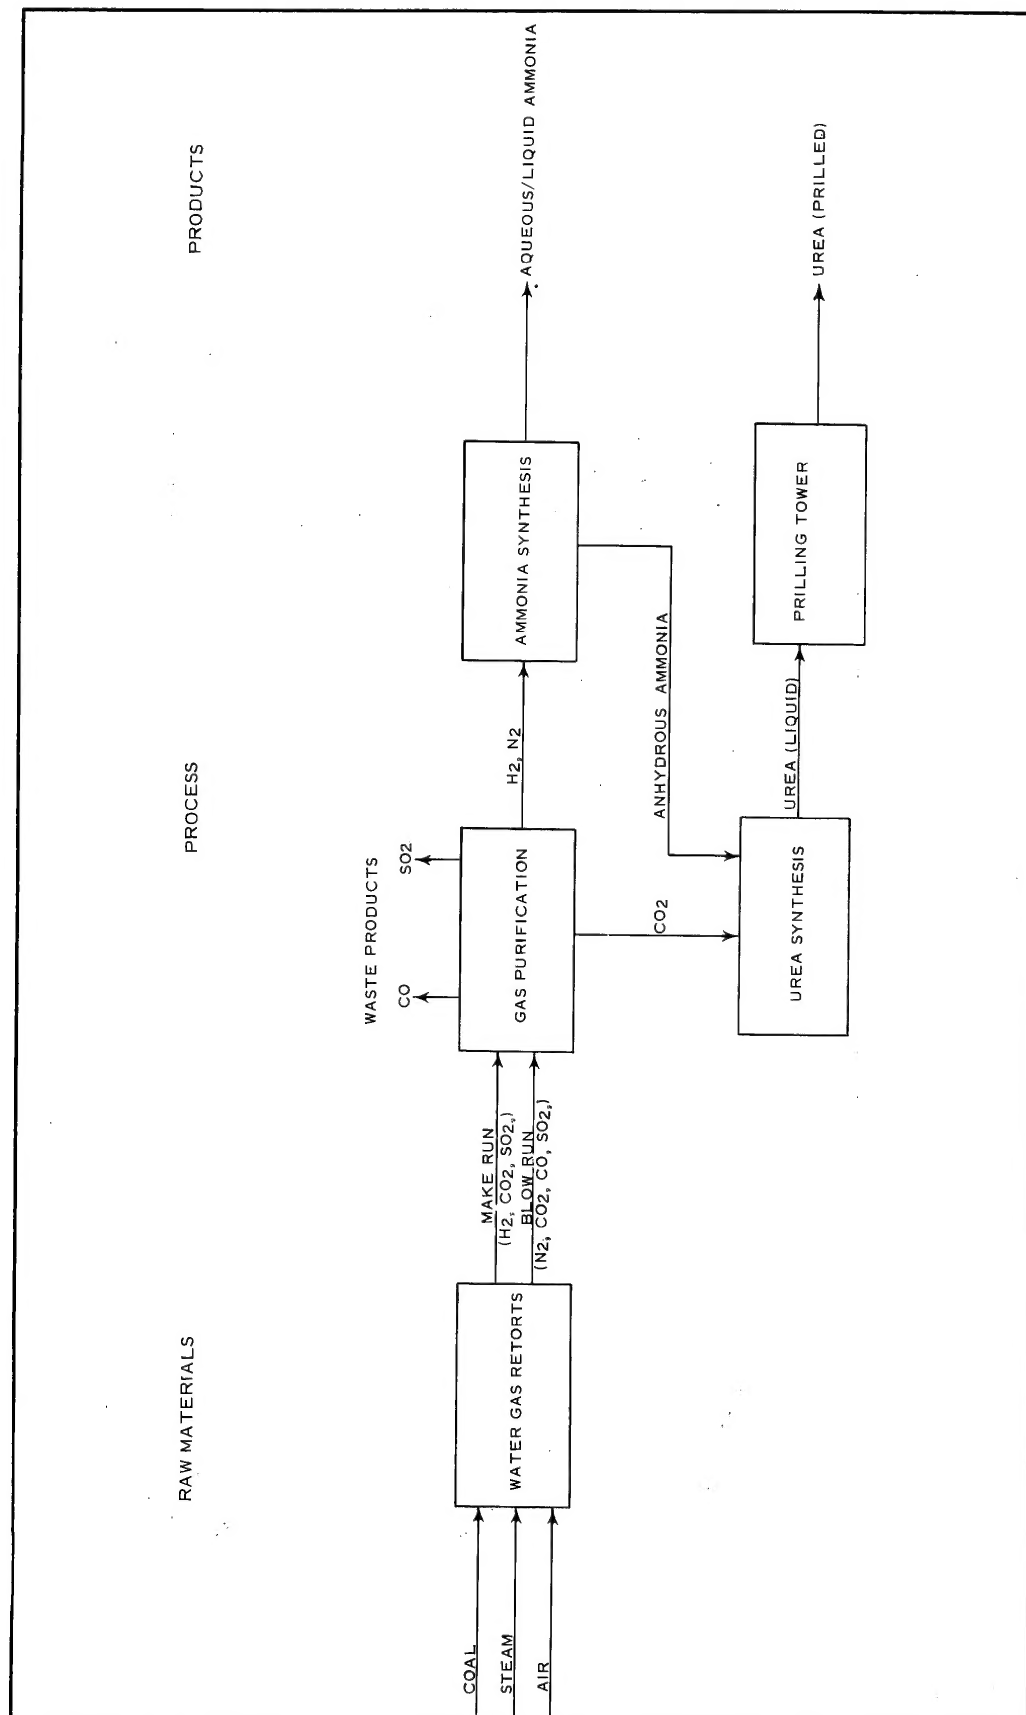 RAW MATERIALS
PROCESS
PRODUCTS
WASTE PRODUCTS
CO
SO2
COAL
STEAM
AIR
WATER GAS RETORTS
MAKE RUN
(H2, CO2, SO2,)
BLOW RUN
(N2, CO2, CO, SO2,)
GAS PURIFICATION
H2, N2
AMMONIA SYNTHESIS
AQUEOUS/LIQUID AMMONIA
CO2
ANHYDROUS AMMONIA
UREA SYNTHESIS
UREA (LIQUID)
PRILLING TOWER
UREA (PRILLED)